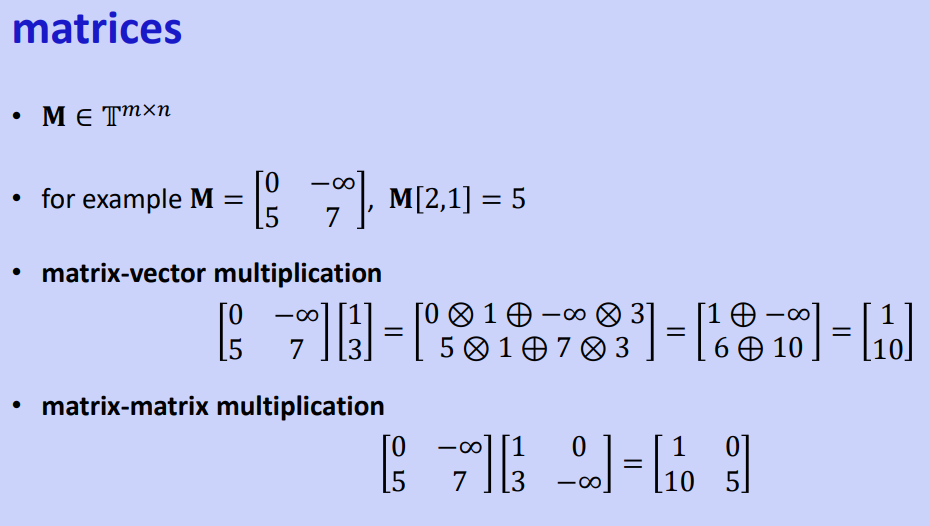 matrices
• M ∈ 𝕋^{m×n}
• for example M = [0 −∞; 5 7], M[2,1] = 5
• matrix-vector multiplication
[0 −∞; 5 7] [1; 3] = [0 ⊗ 1 ⊕ −∞ ⊗ 3; 5 ⊗ 1 ⊕ 7 ⊗ 3] = [1 ⊕ −∞; 6 ⊕ 10] = [1; 10]
• matrix-matrix multiplication
[0 −∞; 5 7] [1 0; 3 −∞] = [1 0; 10 5]